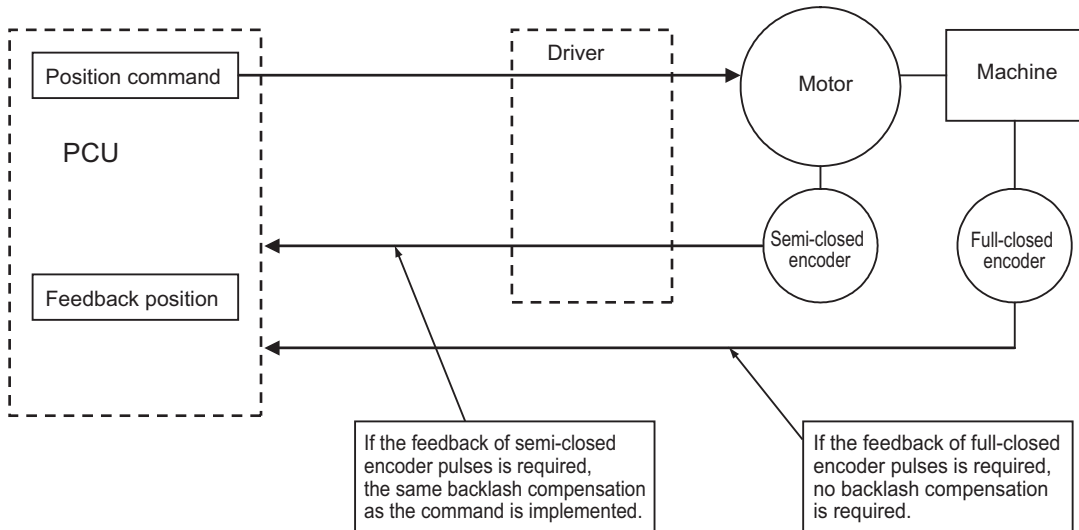 Position command
PCU
Feedback position
Driver
Motor
Machine
Semi-closed
encoder
Full-closed
encoder
If the feedback of semi-closed
encoder pulses is required,
the same backlash compensation
as the command is implemented.
If the feedback of full-closed
encoder pulses is required,
no backlash compensation
is required.